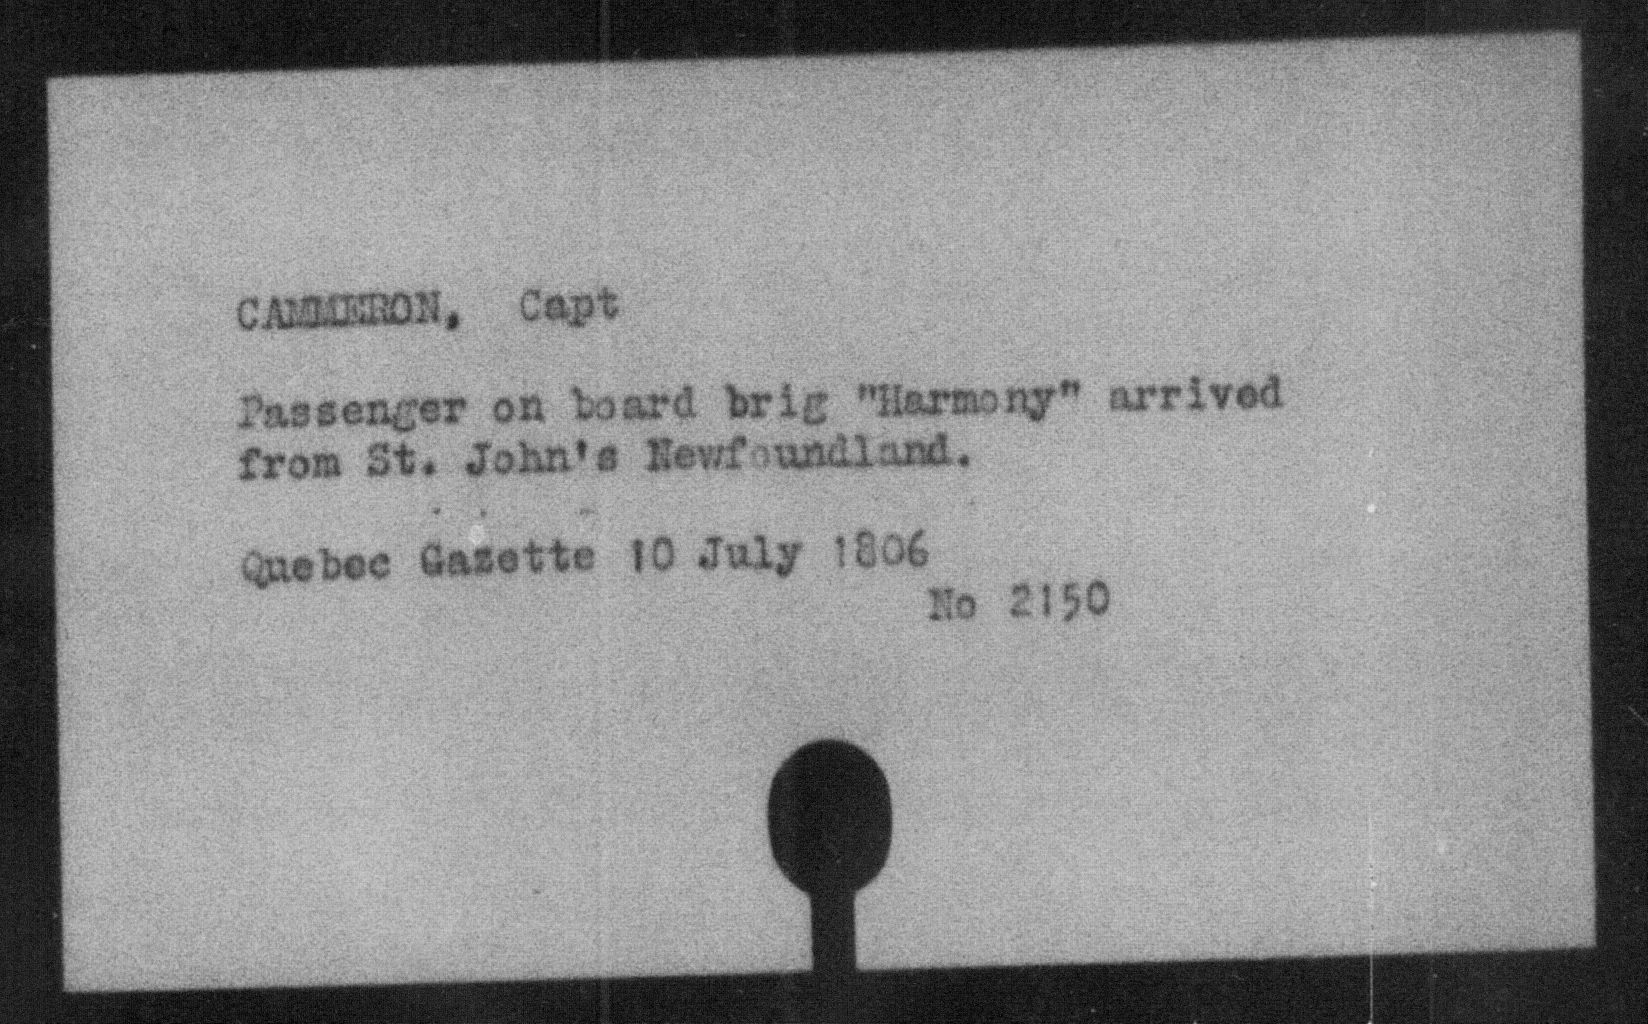 CAMMERON, Capt
Passenger on board brig "Harmony" arrived
from St. John's Newfoundland.
Quebec Gazette 10 July 1806
No 2150